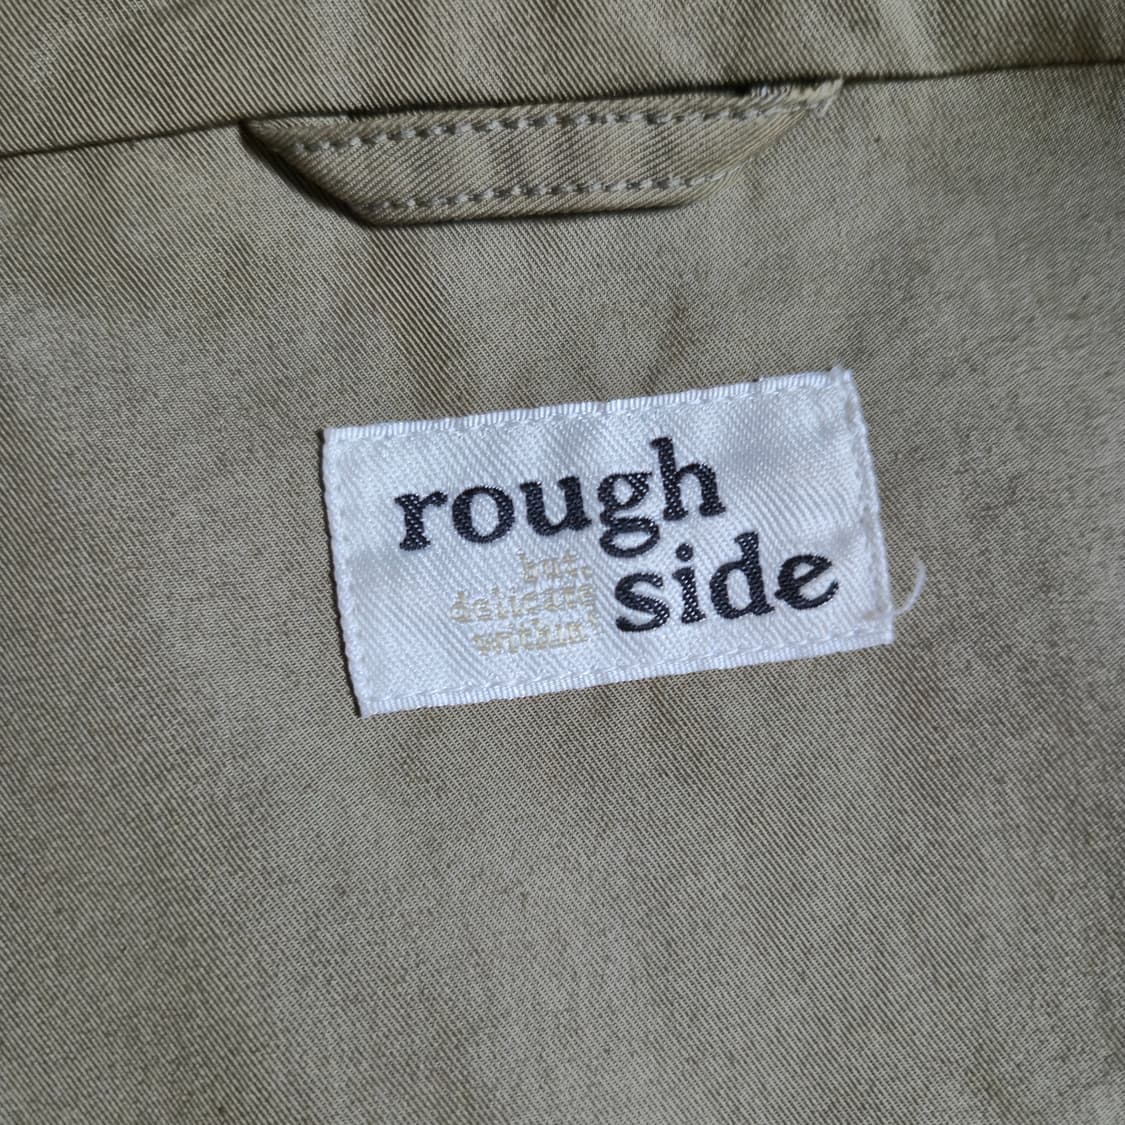 rough
side
but,
delicate
within'